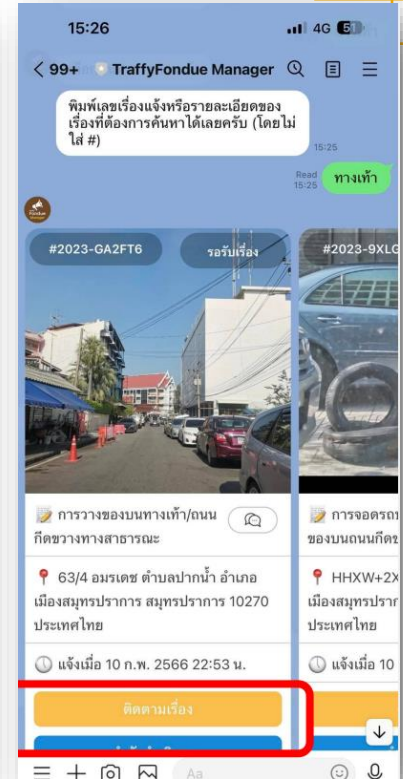 15:26
4G 61
99+ TraffyFondue Manager
พิมพ์เลขเรื่องแจ้งหรือรายละเอียดของ
เรื่องที่ต้องการค้นหาได้เลยครับ (โดยไม่
ใส่ #)
15:25
Read
15:25
ทางเท้า
#2023-GA2FT6
รอรับเรื่อง
#2023-9XLG
การวางของบนทางเท้า/ถนน
กีดขวางทางสาธารณะ
การจอดรถ
ของบนถนนกีด
63/4 อมรเดช ตำบลปากน้ำ อำเภอ
เมืองสมุทรปราการ สมุทรปราการ 10270
ประเทศไทย
HHXW+2X
เมืองสมุทรปรา
ประเทศไทย
แจ้งเมื่อ 10 ก.พ. 2566 22:53 น.
แจ้งเมื่อ 10
ติดตามเรื่อง
Aa